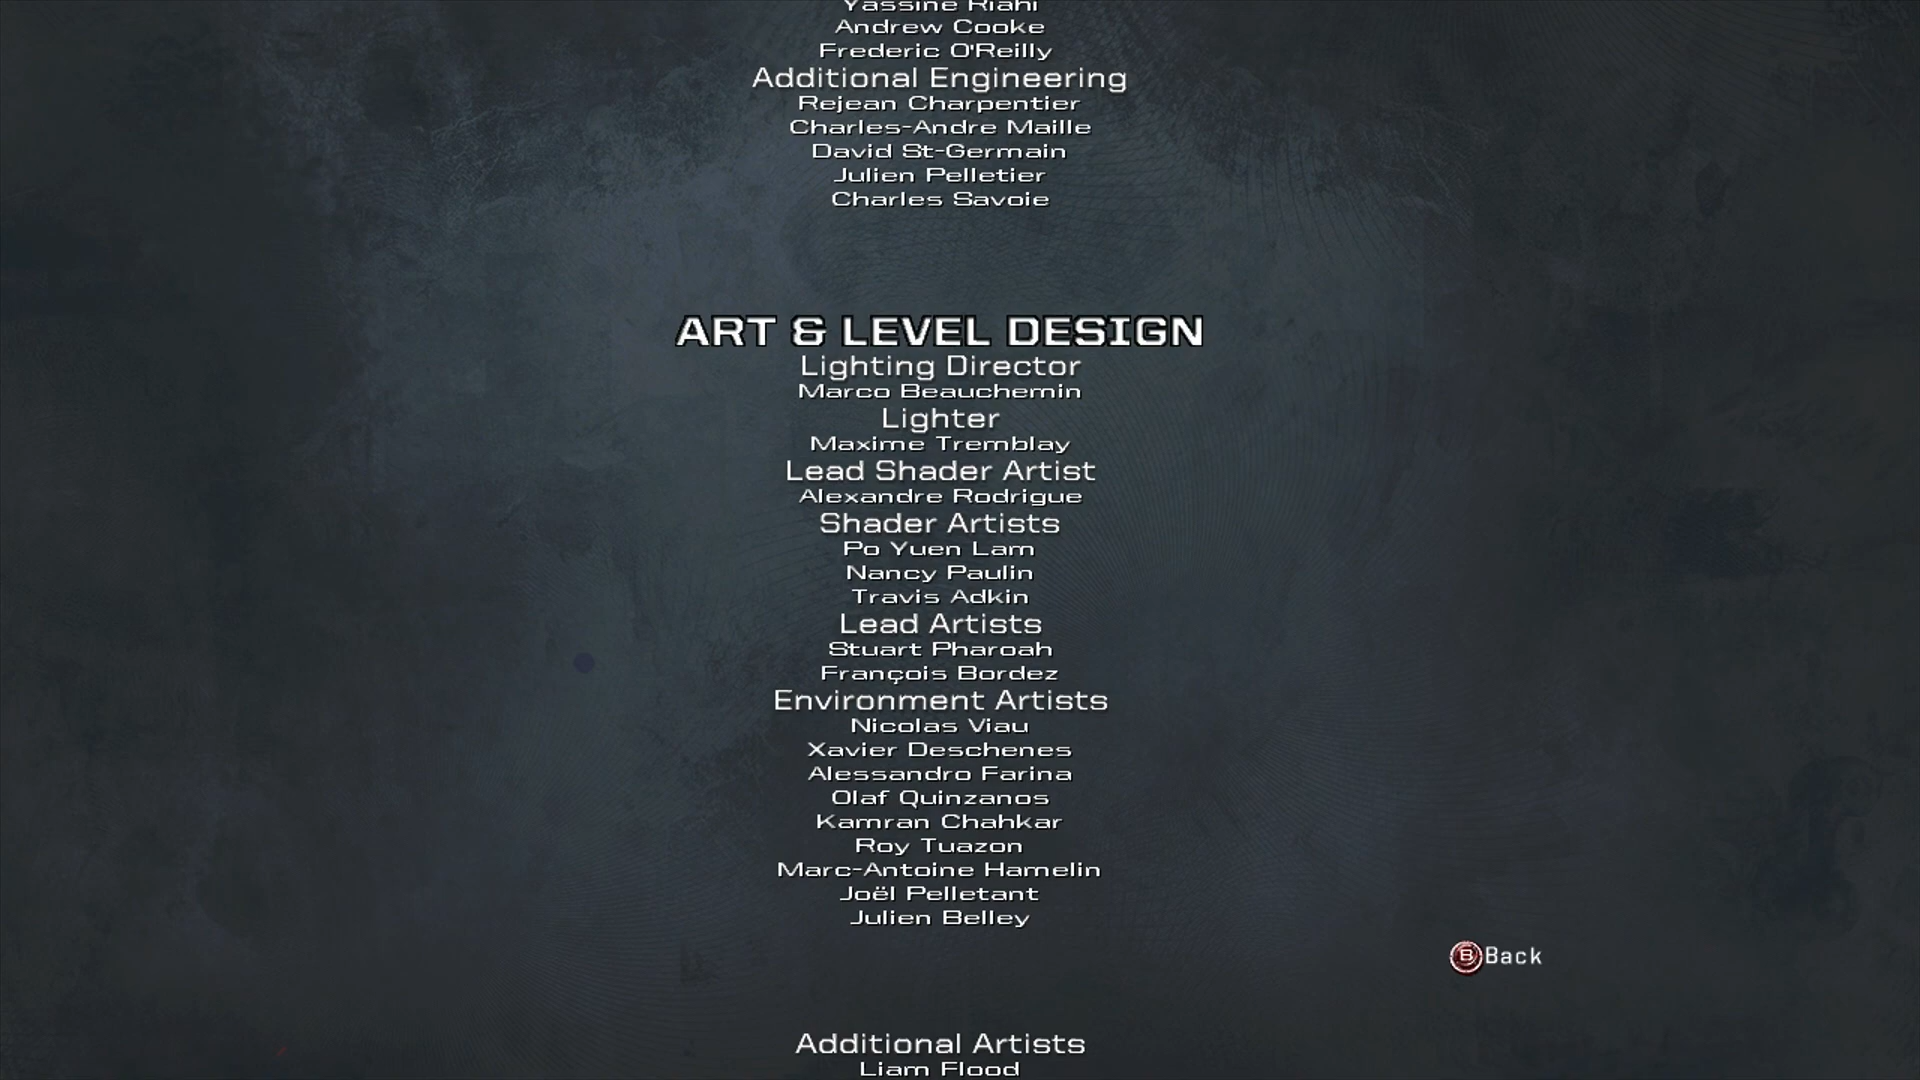 Yassine Riahi
Andrew Cooke
Frederic O'Reilly
Additional Engineering
Rejean Charpentier
Charles-Andre Maille
David St-Germain
Julien Pelletier
Charles Savoie
ART & LEVEL DESIGN
Lighting Director
Marco Beauchemin
Lighter
Maxime Tremblay
Lead Shader Artist
Alexandre Rodrigue
Shader Artists
Po Yuen Lam
Nancy Paulin
Travis Adkin
Lead Artists
Stuart Pharoah
François Bordez
Environment Artists
Nicolas Viau
Xavier Deschenes
Alessandro Farina
Olaf Quinzanos
Kamran Chahkar
Roy Tuazon
Marc-Antoine Hamelin
Joël Pelletant
Julien Belley
B Back
Additional Artists
Liam Flood